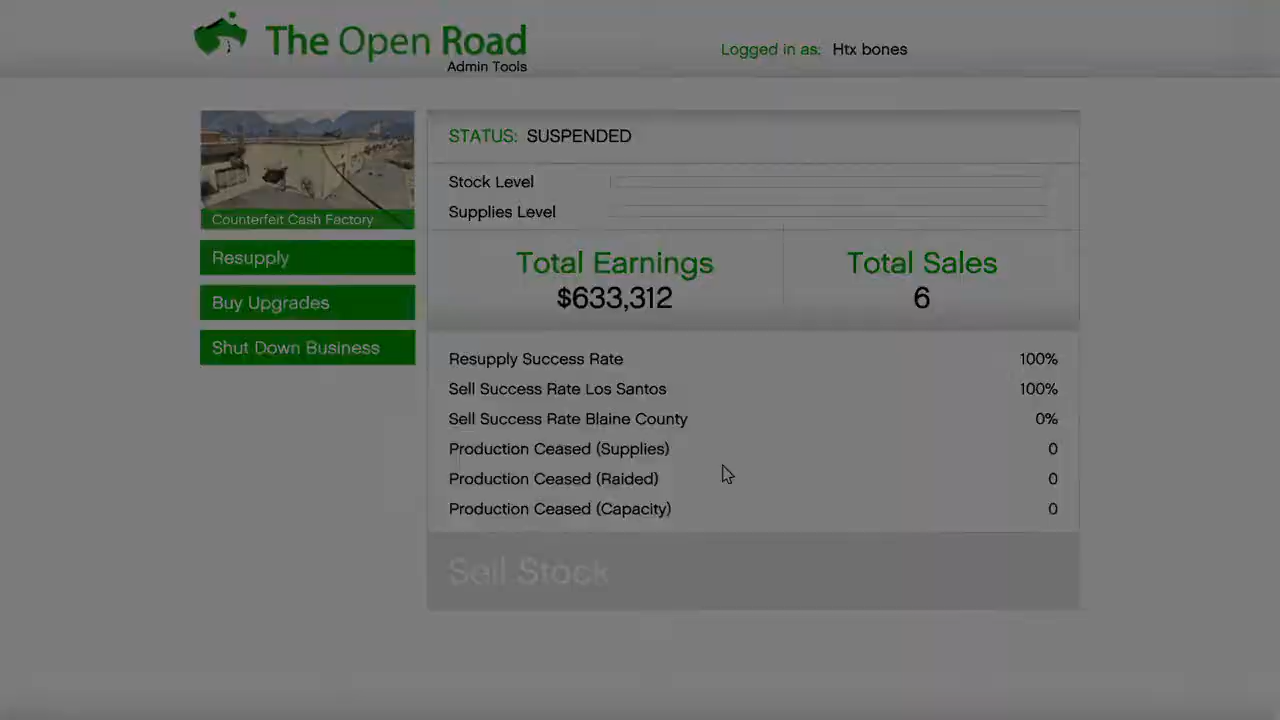 The Open Road
Admin Tools
Logged in as: Htx bones
Counterfeit Cash Factory
Resupply
Buy Upgrades
Shut Down Business
STATUS: SUSPENDED
Stock Level
Supplies Level
Total Earnings
$633,312
Total Sales
6
Resupply Success Rate 100%
Sell Success Rate Los Santos 100%
Sell Success Rate Blaine County 0%
Production Ceased (Supplies) 0
Production Ceased (Raided) 0
Production Ceased (Capacity) 0
Sell Stock